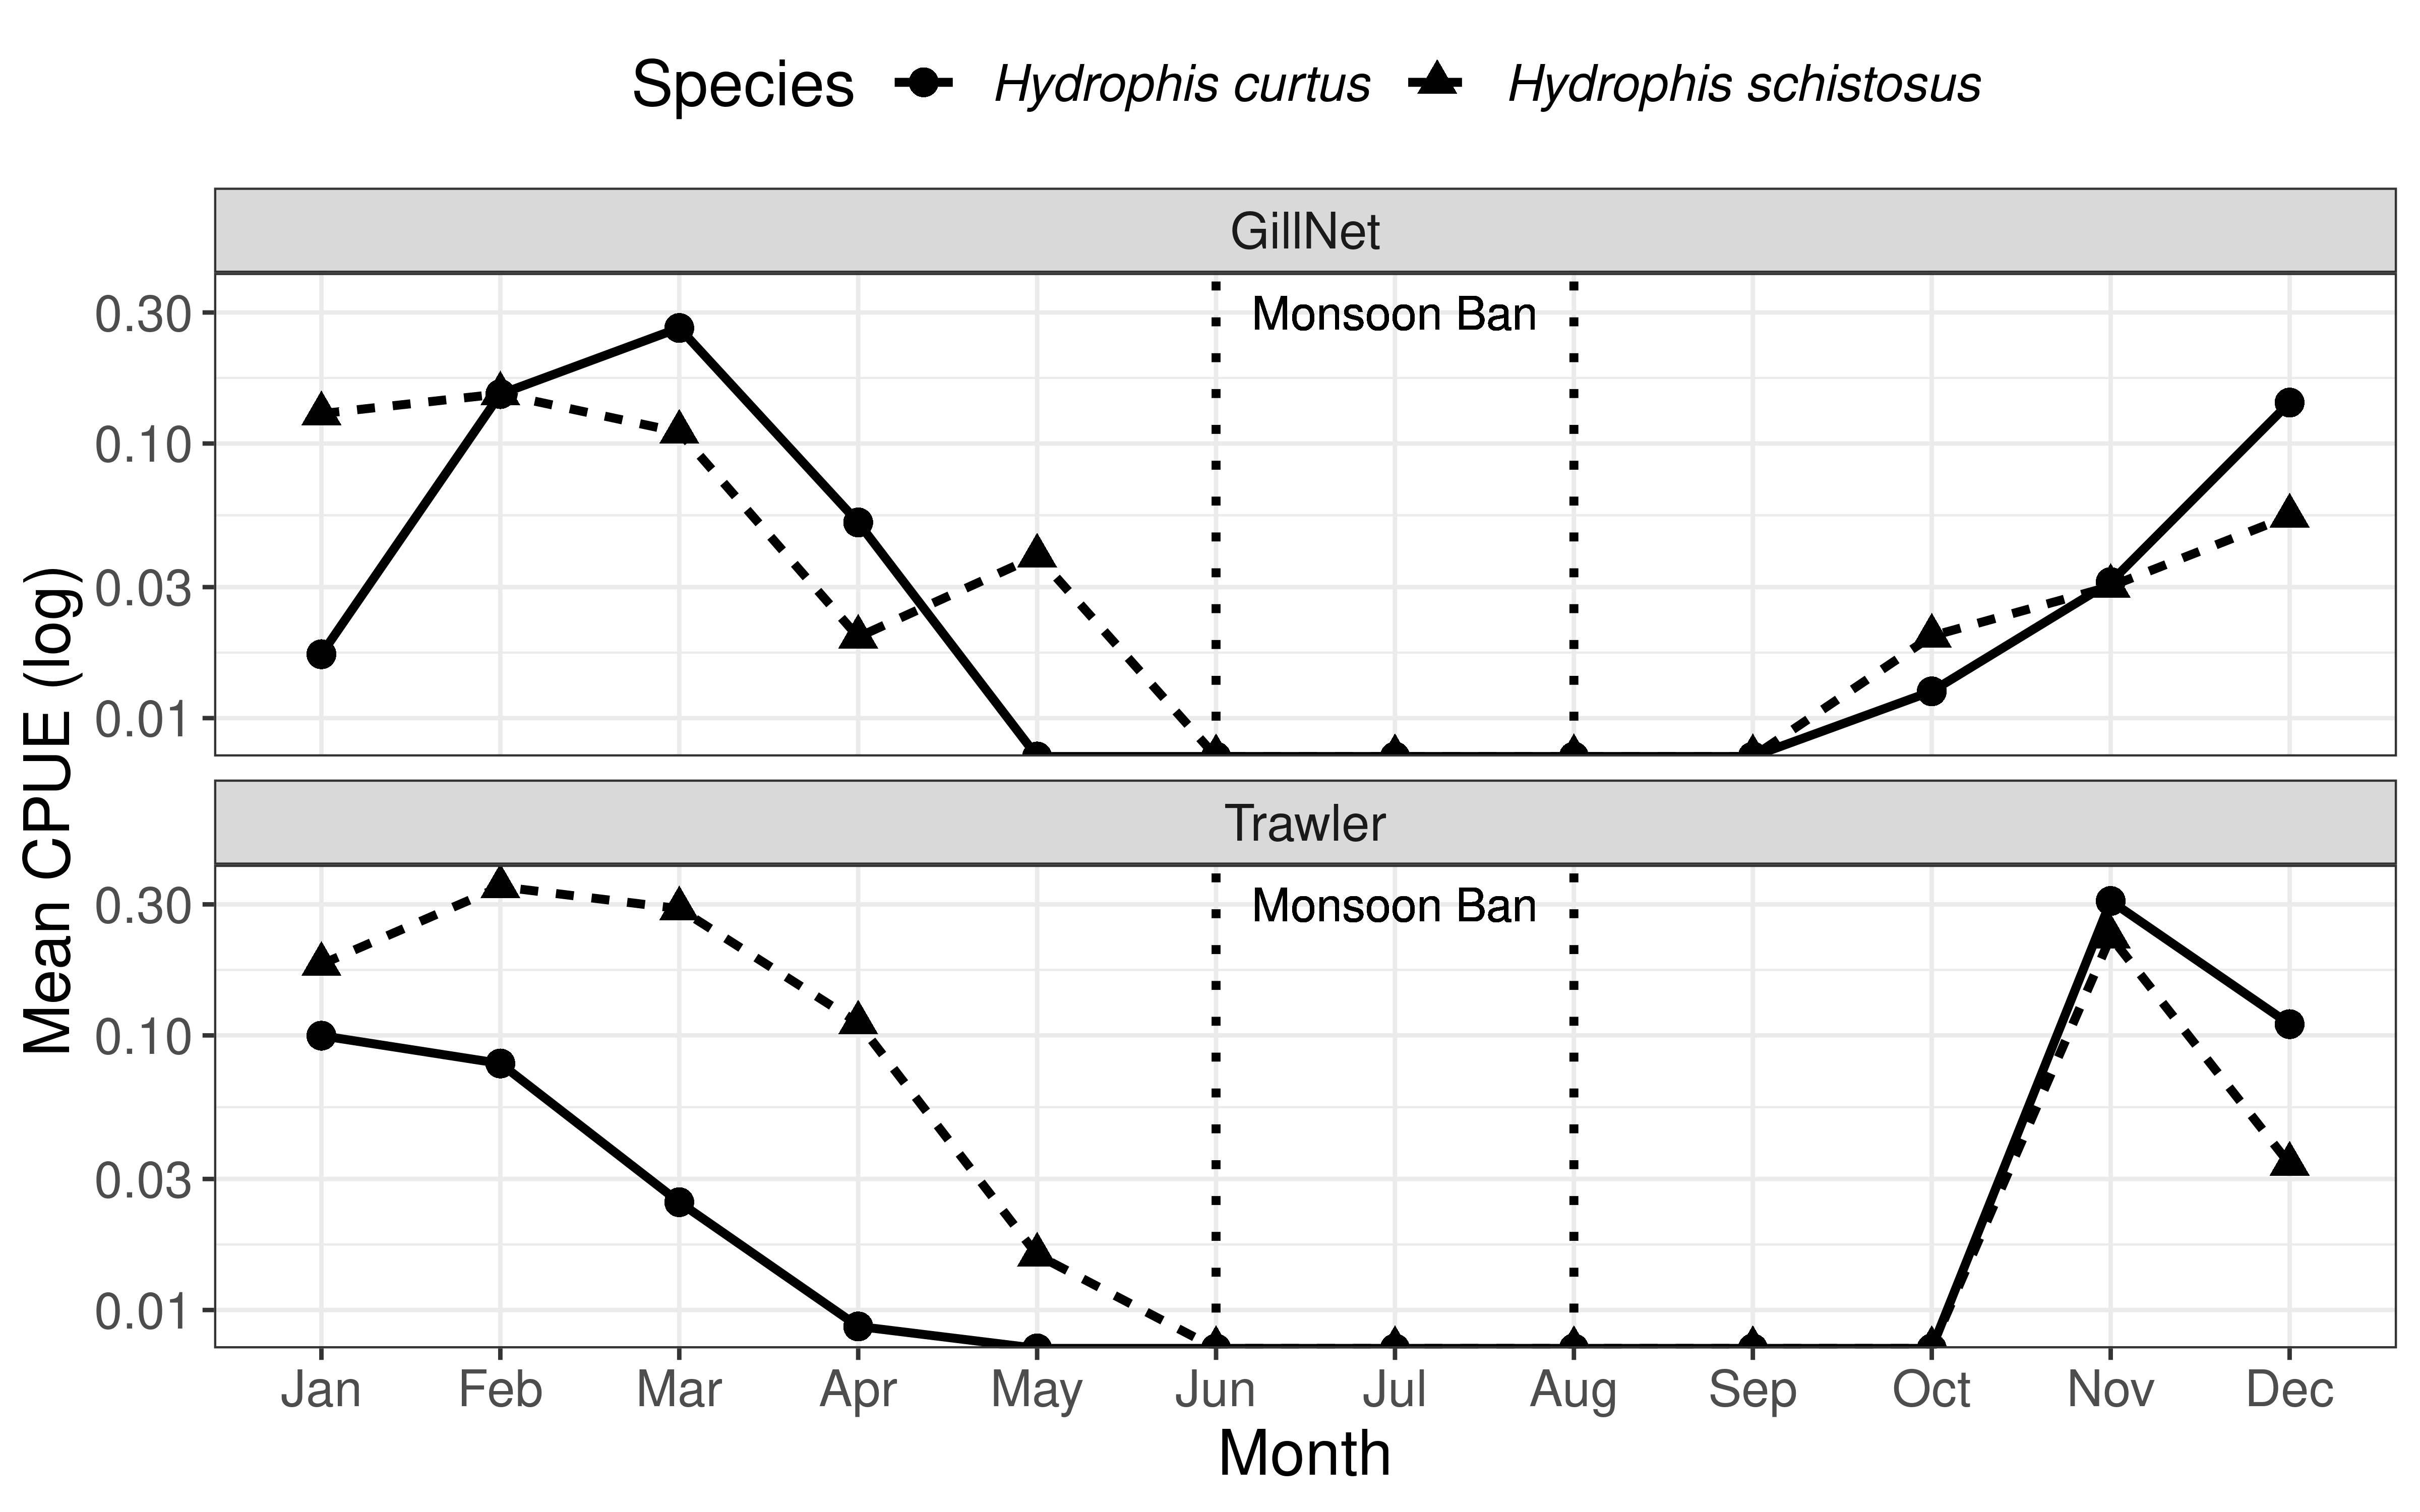 Species Hydrophis curtus Hydrophis schistosus
GillNet
Monsoon Ban
0.30
0.10
0.03
0.01
Mean CPUE (log)
Trawler
Monsoon Ban
0.30
0.10
0.03
0.01
Jan Feb Mar Apr May Jun Jul Aug Sep Oct Nov Dec
Month